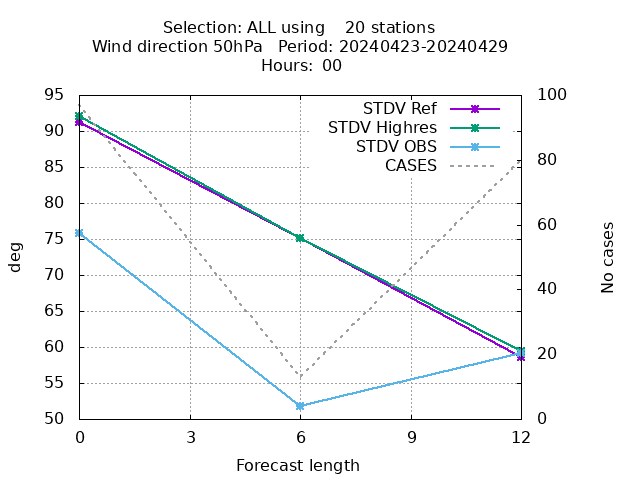 Selection: ALL using    20 stations
Wind direction 50hPa   Period: 20240423-20240429
Hours: 00
95
90
85
80
75
70
65
60
55
50
100
80
60
40
20
0
STDV Ref
STDV Highres
STDV OBS
CASES
deg
No cases
0
3
6
9
12
Forecast length